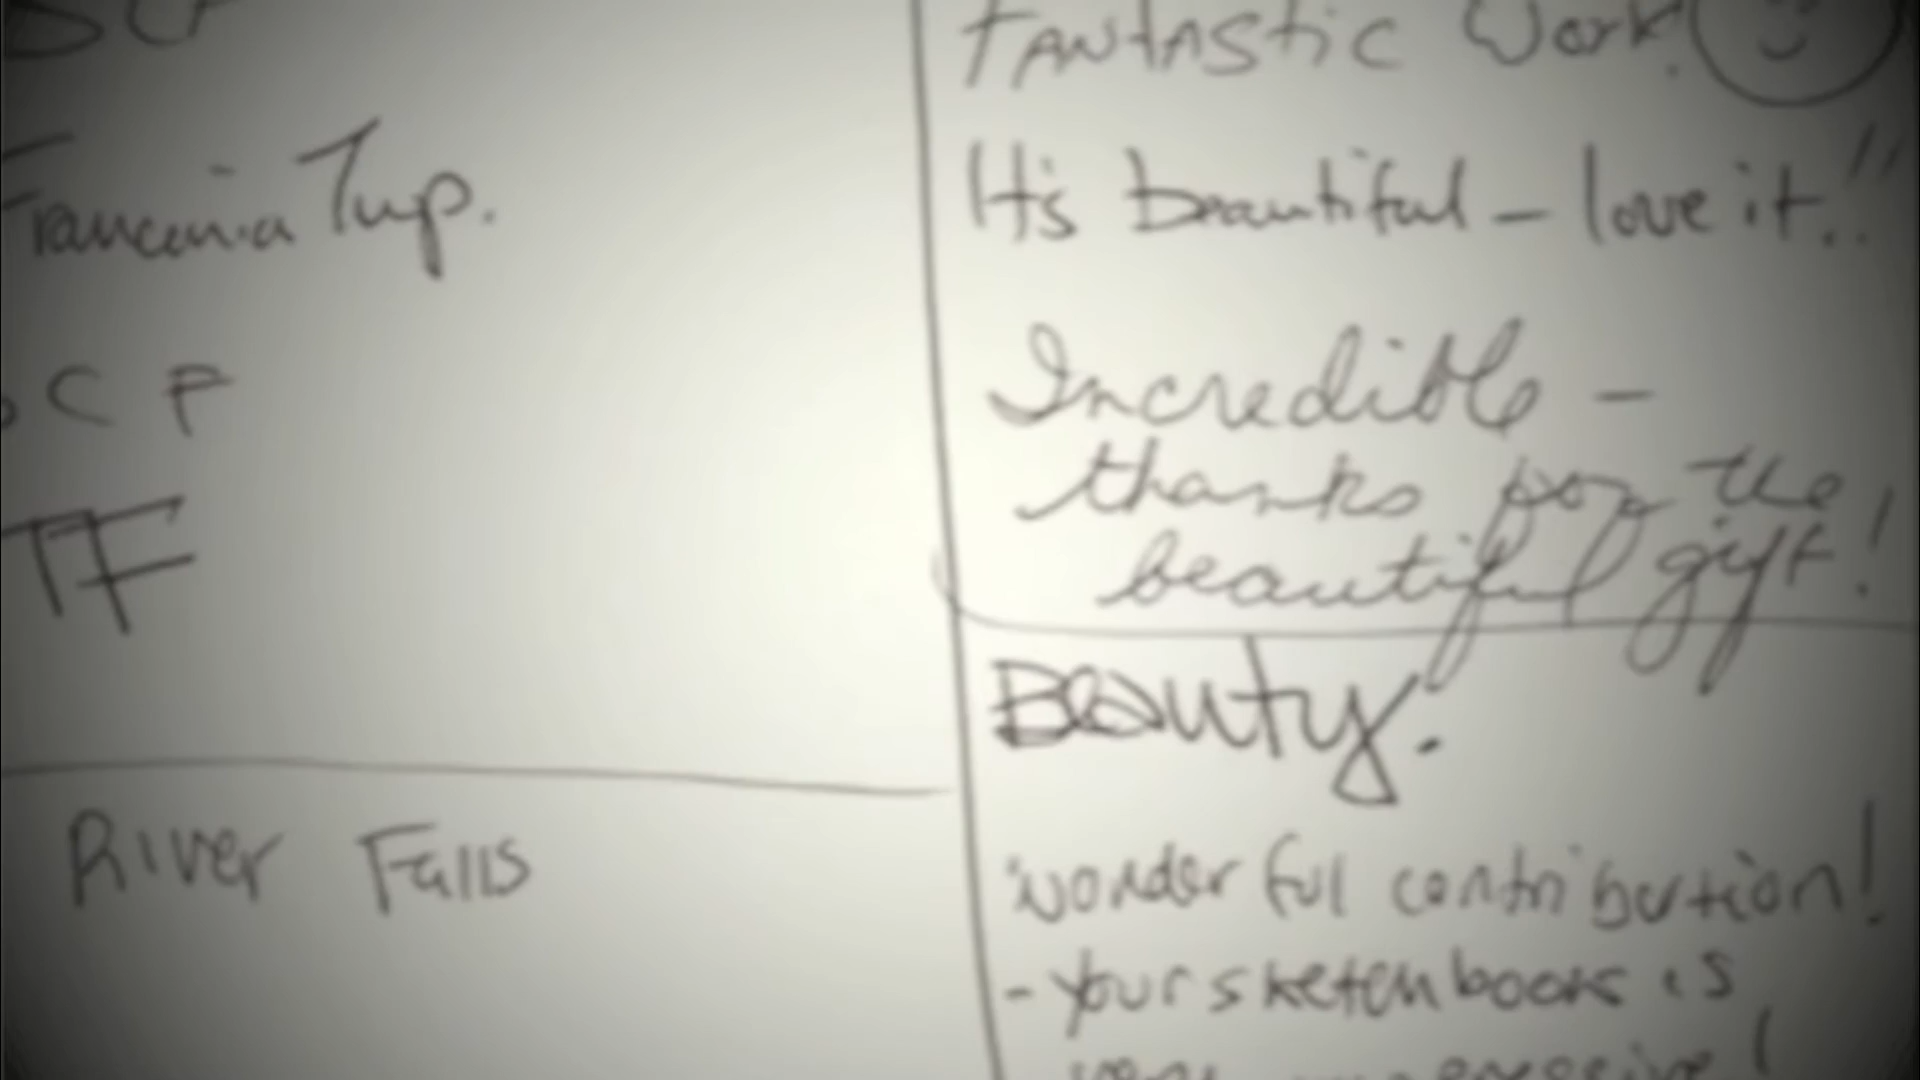 Fantastic Work!
Franconia Twp.
It's beautiful - love it!!
SCF
Incredible -
thanks for the
TF
beautiful gift!
Beauty.
River Falls
Wonderful contribution!
- your sketchbook is